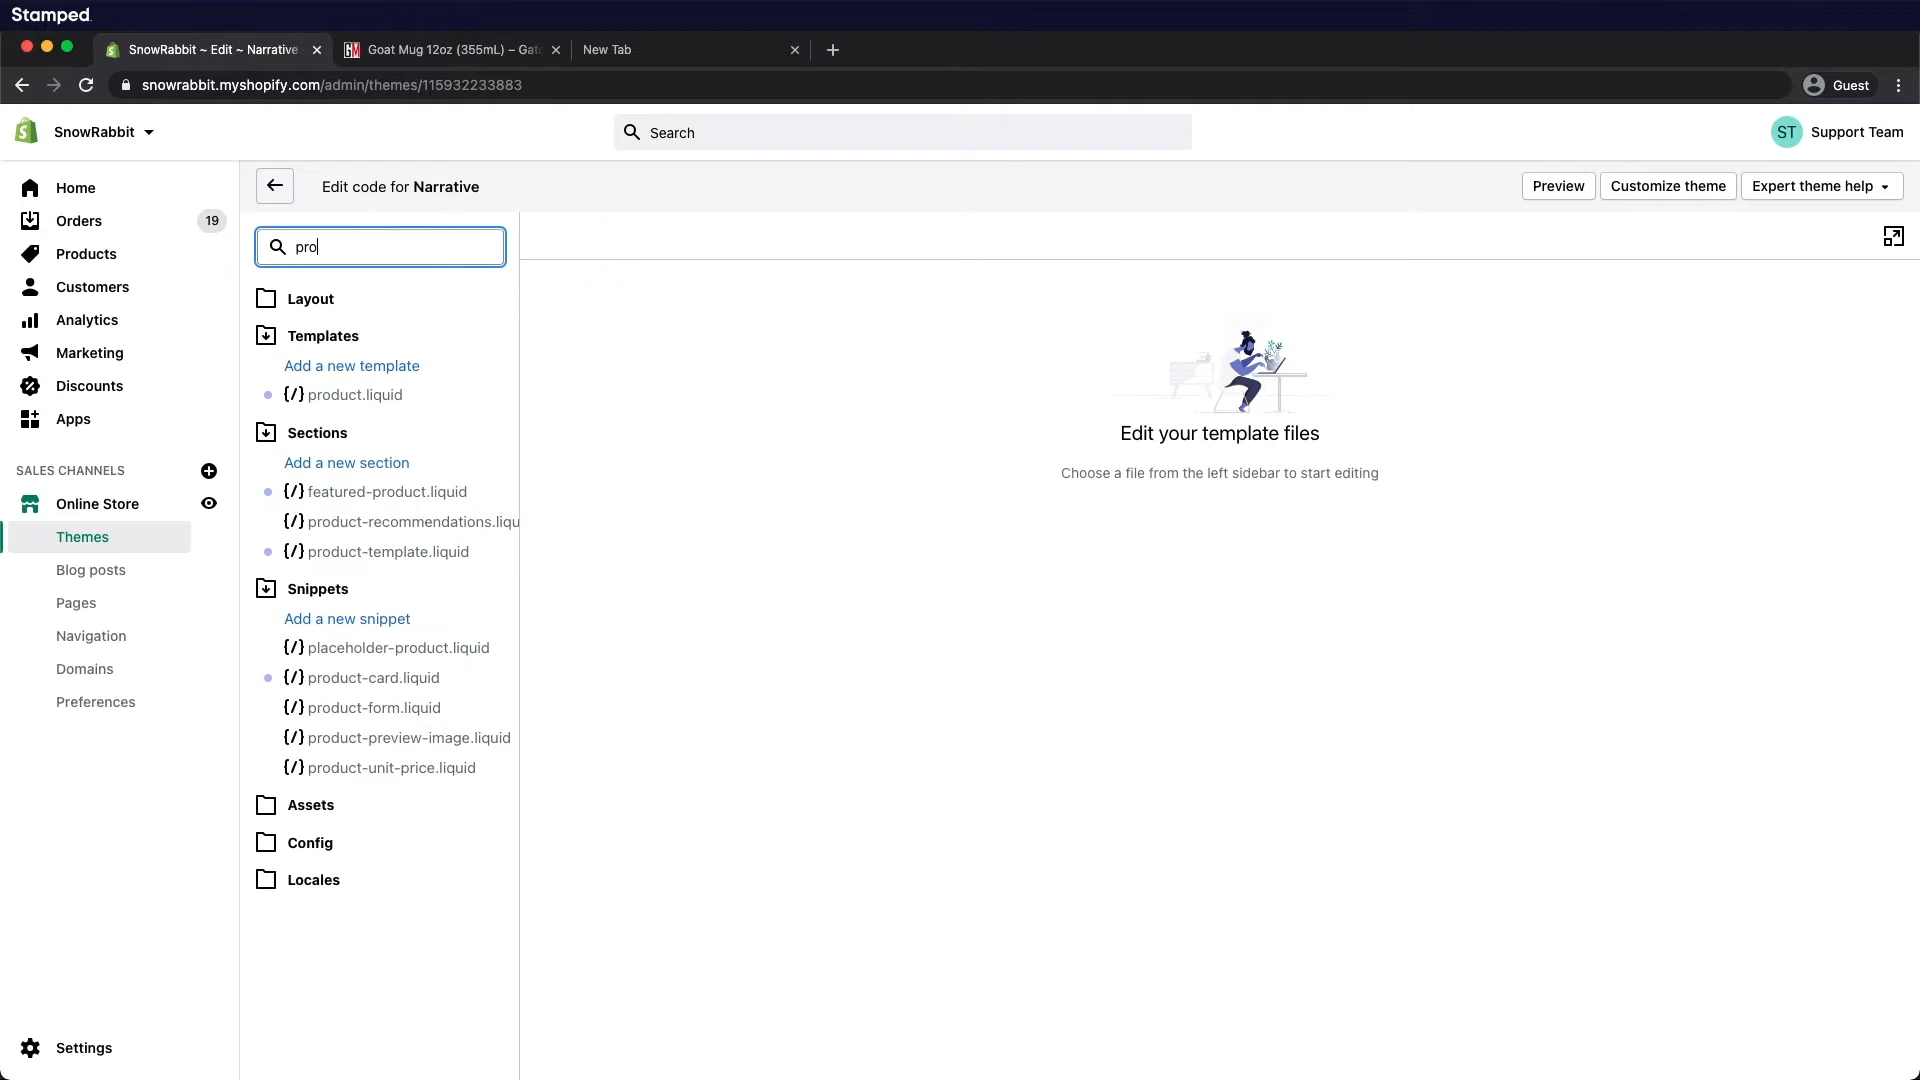 Stamped.
SnowRabbit ~ Edit ~ Narrative
GM Goat Mug 12oz (355mL) – Gato
New Tab
snowrabbit.myshopify.com/admin/themes/115932233883
Guest
SnowRabbit
Search
ST Support Team
Home
Orders 19
Products
Customers
Analytics
Marketing
Discounts
Apps
SALES CHANNELS
Online Store
Themes
Blog posts
Pages
Navigation
Domains
Preferences
Settings
Edit code for Narrative
Preview
Customize theme
Expert theme help
pro
Layout
Templates
Add a new template
{/} product.liquid
Sections
Add a new section
{/} featured-product.liquid
{/} product-recommendations.liqu
{/} product-template.liquid
Snippets
Add a new snippet
{/} placeholder-product.liquid
{/} product-card.liquid
{/} product-form.liquid
{/} product-preview-image.liquid
{/} product-unit-price.liquid
Assets
Config
Locales
Edit your template files
Choose a file from the left sidebar to start editing